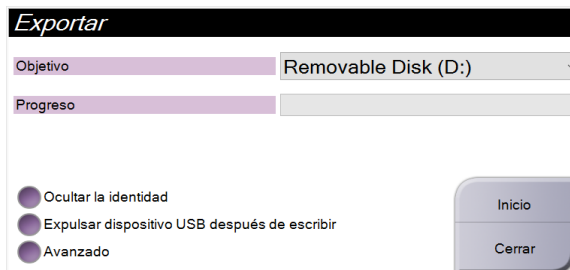 Exportar
Objetivo
Removable Disk (D:)
Progreso
Ocultar la identidad
Expulsar dispositivo USB después de escribir
Avanzado
Inicio
Cerrar